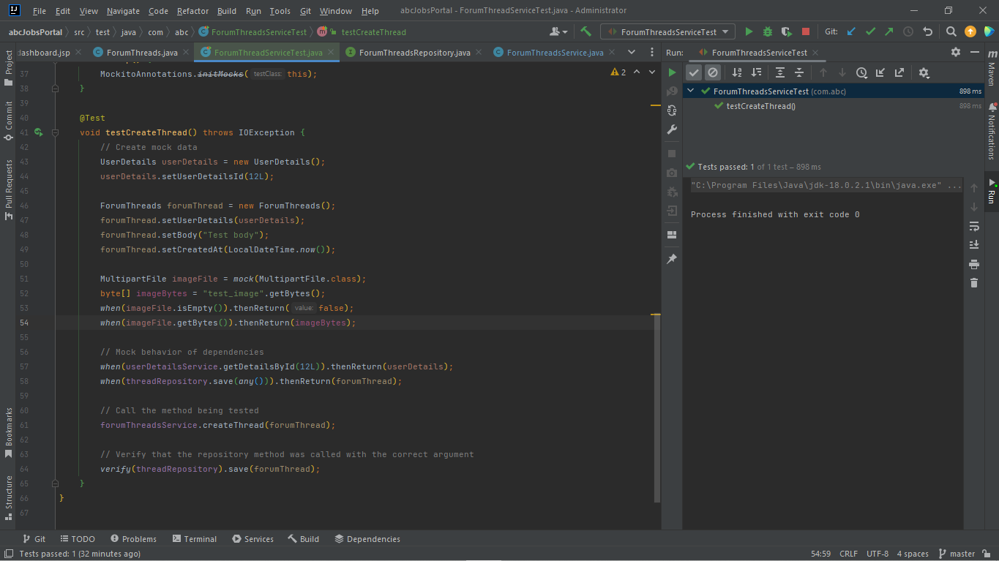 File Edit View Navigate Code Refactor Build Run Tools Git Window Help abcJobsPortal - ForumThreadServiceTest.java - Administrator
abcJobsPortal src test java com abc ForumThreadsServiceTest testCreateThread ForumThreadsServiceTest Git:
dashboard.jsp ForumThreads.java ForumThreadServiceTest.java ForumThreadsRepository.java ForumThreadsService.java
Run: ForumThreadsServiceTest
Project
Commit
Pull Requests
Bookmarks
Structure
37 MockitoAnnotations.initMocks( testClass: this);
2
38 }
39
40 @Test
41 void testCreateThread() throws IOException {
42 // Create mock data
43 UserDetails userDetails = new UserDetails();
44 userDetails.setUserDetailsId(12L);
45
46 ForumThreads forumThread = new ForumThreads();
47 forumThread.setUserDetails(userDetails);
48 forumThread.setBody("Test body");
49 forumThread.setCreatedAt(LocalDateTime.now());
50
51 MultipartFile imageFile = mock(MultipartFile.class);
52 byte[] imageBytes = "test_image".getBytes();
53 when(imageFile.isEmpty()).thenReturn( value: false);
54 when(imageFile.getBytes()).thenReturn(imageBytes);
55
56 // Mock behavior of dependencies
57 when(userDetailsService.getDetailsById(12L)).thenReturn(userDetails);
58 when(threadRepository.save(any())).thenReturn(forumThread);
59
60 // Call the method being tested
61 forumThreadsService.createThread(forumThread);
62
63 // Verify that the repository method was called with the correct argument
64 verify(threadRepository).save(forumThread);
65 }
66 }
67
ForumThreadsServiceTest (com.abc) 898 ms
testCreateThread() 898 ms
Tests passed: 1 of 1 test – 898 ms
"C:\Program Files\Java\jdk-18.0.2.1\bin\java.exe" ...
Process finished with exit code 0
Maven
Notifications
Run
Git TODO Problems Terminal Services Build Dependencies
Tests passed: 1 (32 minutes ago) 54:59 CRLF UTF-8 4 spaces master